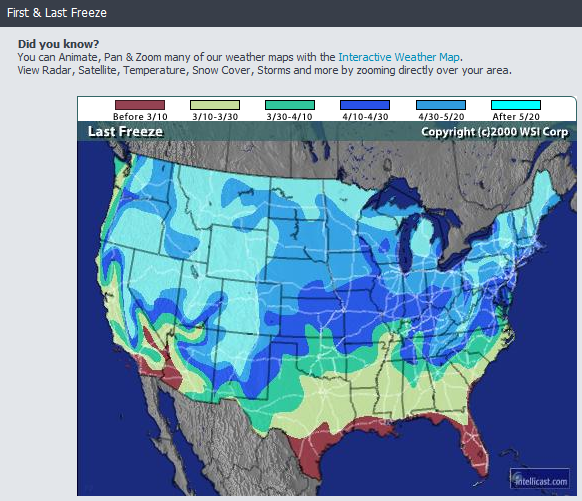 First & Last Freeze
Did you know?
You can Animate, Pan & Zoom many of our weather maps with the Interactive Weather Map.
View Radar, Satellite, Temperature, Snow Cover, Storms and more by zooming directly over your area.
Before 3/10 3/10-3/30 3/30-4/10 4/10-4/30 4/30-5/20 After 5/20
Last Freeze Copyright (c)2000 WSI Corp
intellicast.com